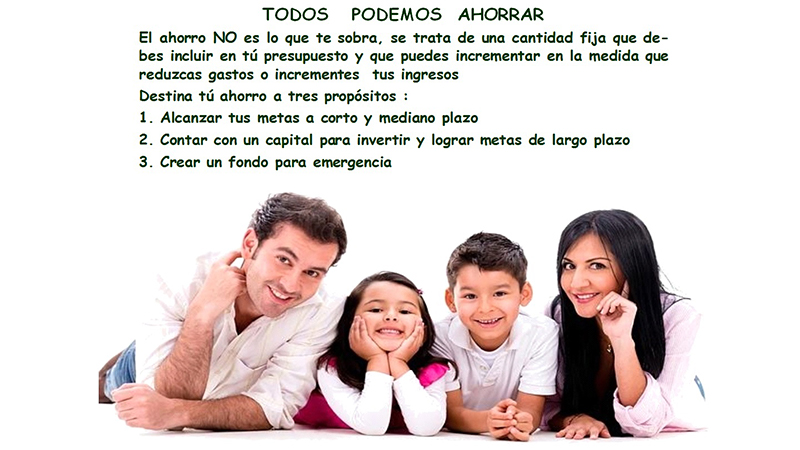 TODOS PODEMOS AHORRAR
El ahorro NO es lo que te sobra, se trata de una cantidad fija que de-
bes incluir en tú presupuesto y que puedes incrementar en la medida que
reduzcas gastos o incrementes tus ingresos
Destina tú ahorro a tres propósitos :
1. Alcanzar tus metas a corto y mediano plazo
2. Contar con un capital para invertir y lograr metas de largo plazo
3. Crear un fondo para emergencia